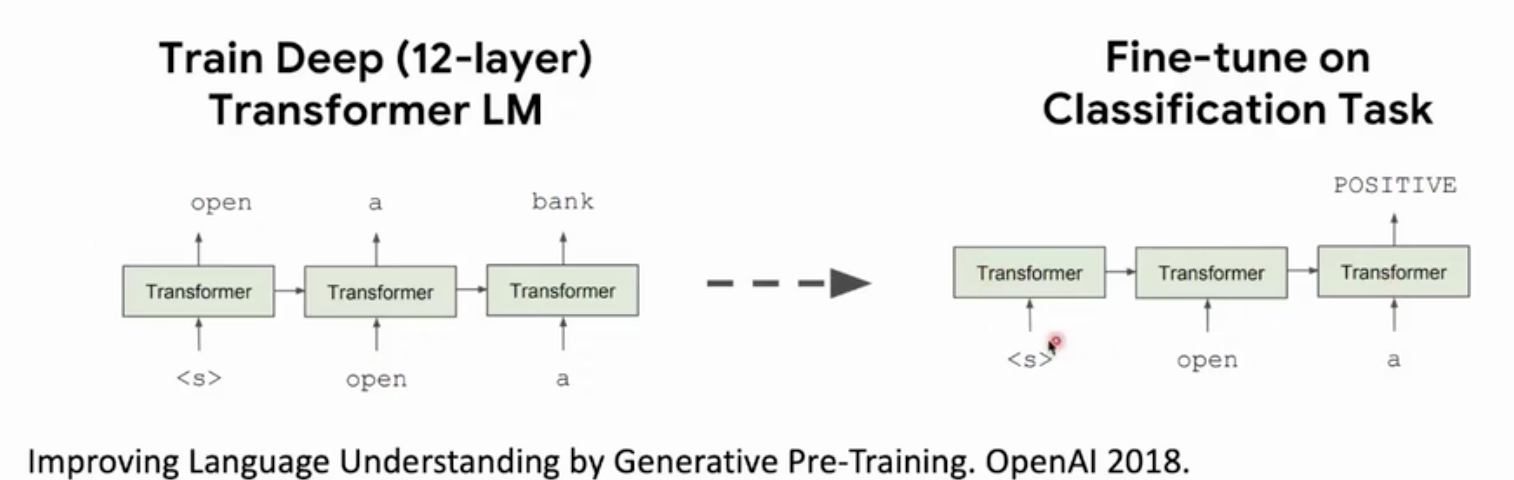 Train Deep (12-layer)
Transformer LM
open a bank
Transformer Transformer Transformer
<s> open a
Fine-tune on
Classification Task
POSITIVE
Transformer Transformer Transformer
<s> open a
Improving Language Understanding by Generative Pre-Training. OpenAI 2018.